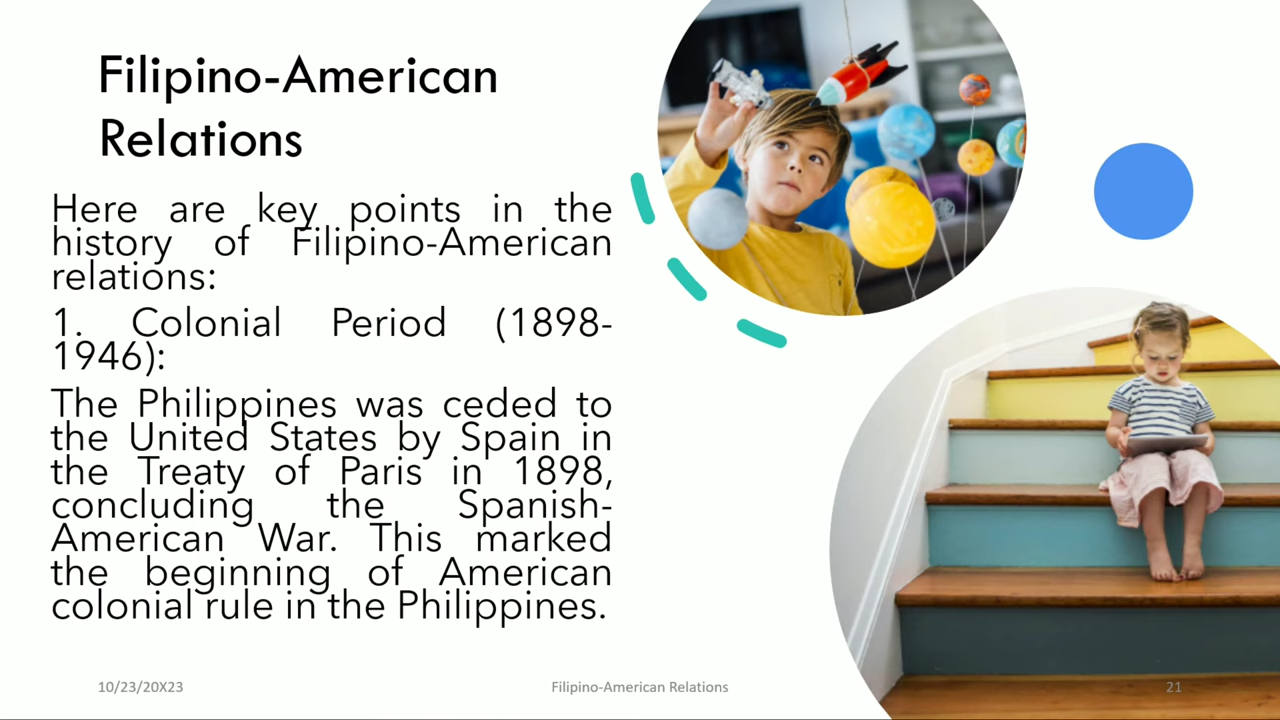 Filipino-American
Relations
Here are key points in the
history of Filipino-American
relations:
1. Colonial Period (1898-
1946):
The Philippines was ceded to
the United States by Spain in
the Treaty of Paris in 1898,
concluding the Spanish-
American War. This marked
the beginning of American
colonial rule in the Philippines.
10/23/20X23
Filipino-American Relations
21